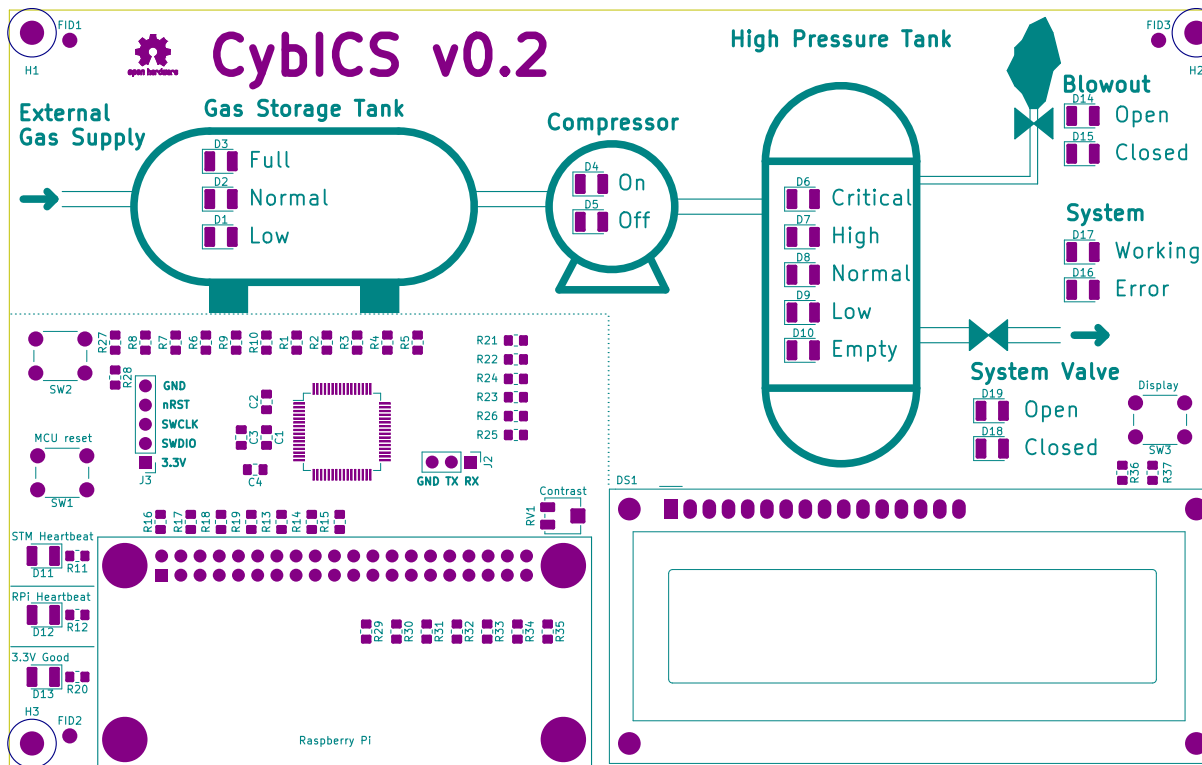 FID1
H1
open hardware
CybICS v0.2
High Pressure Tank
FID3
H2
External
Gas Supply
Gas Storage Tank
D3
Full
D2
Normal
D1
Low
Compressor
D4
On
D5
Off
D6
Critical
D7
High
D8
Normal
D9
Low
D10
Empty
Blowout
D14
Open
D15
Closed
System
D17
Working
D16
Error
System Valve
D19
Open
D18
Closed
Display
SW3
R36
R37
SW2
R27
R8
R7
R6
R9
R10
R1
R2
R3
R4
R5
R28
R21
R22
R24
R23
R26
R25
GND
nRST
SWCLK
SWDIO
3.3V
J3
MCU reset
SW1
C2
C3
C1
C4
J2
GND TX RX
Contrast
RV1
DS1
R16
R17
R18
R19
R13
R14
R15
STM Heartbeat
D11
R11
RPi Heartbeat
D12
R12
3.3V Good
D13
R20
H3
FID2
R29
R30
R31
R32
R33
R34
R35
Raspberry Pi